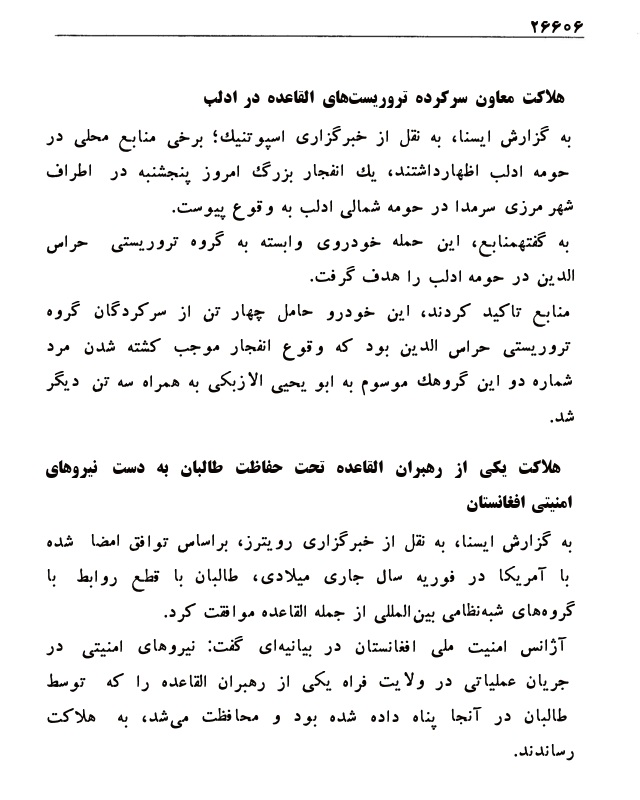 ۲۶۶۰۶
هلاکت معاون سرکرده تروریست‌های القاعده در ادلب
به گزارش ایسنا، به نقل از خبرگزاری اسپوتنیك؛ برخی منابع محلی در
حومه ادلب اظهارداشتند، یك انفجار بزرگ امروز پنجشنبه در اطراف
شهر مرزی سرمدا در حومه شمالی ادلب به وقوع پیوست.
به گفتهمنابع، این حمله خودروی وابسته به گروه تروریستی حراس
الدین در حومه ادلب را هدف گرفت.
منابع تاکید کردند، این خودرو حامل چهار تن از سرکردگان گروه
تروریستی حراس الدین بود که وقوع انفجار موجب کشته شدن مرد
شماره دو این گروهك موسوم به ابو یحیی الازبکی به همراه سه تن دیگر
شد.
هلاکت یکی از رهبران القاعده تحت حفاظت طالبان به دست نیروهای
امنیتی افغانستان
به گزارش ایسنا، به نقل از خبرگزاری رویترز، براساس توافق امضا شده
با آمریکا در فوریه سال جاری میلادی، طالبان با قطع روابط با
گروه‌های شبه‌نظامی بین‌المللی از جمله القاعده موافقت کرد.
آژانس امنیت ملی افغانستان در بیانیه‌ای گفت: نیروهای امنیتی در
جریان عملیاتی در ولایت فراه یکی از رهبران القاعده را که توسط
طالبان در آنجا پناه داده شده بود و محافظت می‌شد، به هلاکت
رساندند.